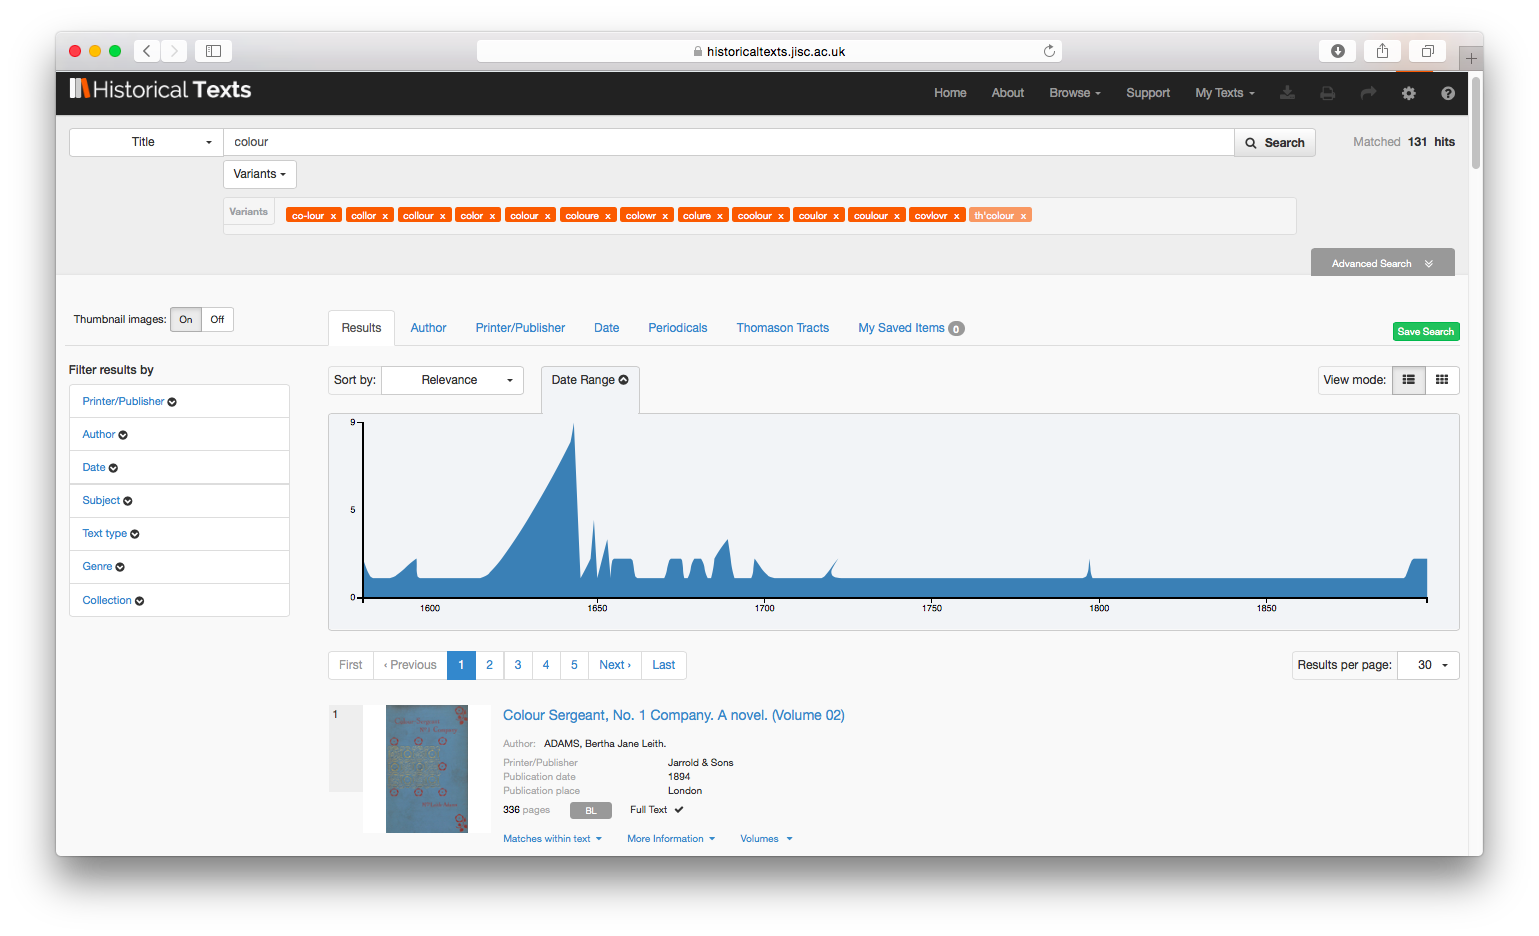 historicaltexts.jisc.ac.uk
Historical Texts
Home About Browse Support My Texts
Title colour Search Matched 131 hits
Variants
Variants co-lour x collor x collour x color x colour x coloure x colowr x colure x coolour x coulor x coulour x covlovr x th'colour x
Advanced Search
Thumbnail images: On Off
Results Author Printer/Publisher Date Periodicals Thomason Tracts My Saved Items 0
Save Search
Filter results by
Printer/Publisher
Author
Date
Subject
Text type
Genre
Collection
Sort by: Relevance Date Range View mode:
9
5
0
1600 1650 1700 1750 1800 1850
First ‹ Previous 1 2 3 4 5 Next › Last
Results per page: 30
1
Colour Sergeant, No. 1 Company. A novel. (Volume 02)
Author: ADAMS, Bertha Jane Leith.
Printer/Publisher Jarrold & Sons
Publication date 1894
Publication place London
336 pages BL Full Text
Matches within text More Information Volumes